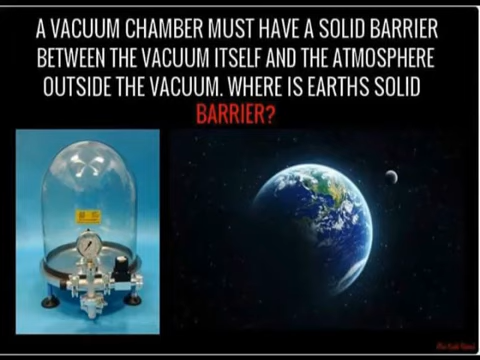 A VACUUM CHAMBER MUST HAVE A SOLID BARRIER
BETWEEN THE VACUUM ITSELF AND THE ATMOSPHERE
OUTSIDE THE VACUUM. WHERE IS EARTHS SOLID
BARRIER?